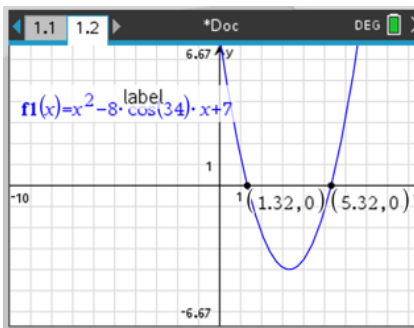 1.1 1.2 *Doc DEG
6.67 y
label
f1(x)=x²-8·cos(34)·x+7
1
-10 1 (1.32,0) (5.32,0)
-6.67